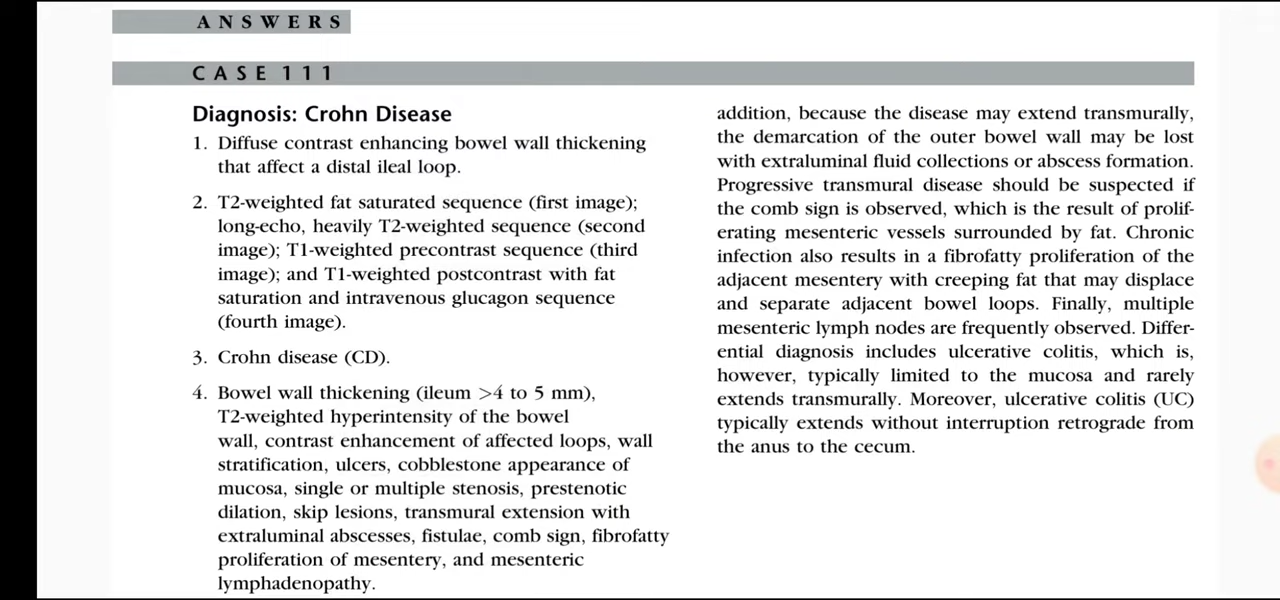 ANSWERS
CASE 111
Diagnosis: Crohn Disease
1. Diffuse contrast enhancing bowel wall thickening
that affect a distal ileal loop.
2. T2-weighted fat saturated sequence (first image);
long-echo, heavily T2-weighted sequence (second
image); T1-weighted precontrast sequence (third
image); and T1-weighted postcontrast with fat
saturation and intravenous glucagon sequence
(fourth image).
3. Crohn disease (CD).
4. Bowel wall thickening (ileum >4 to 5 mm),
T2-weighted hyperintensity of the bowel
wall, contrast enhancement of affected loops, wall
stratification, ulcers, cobblestone appearance of
mucosa, single or multiple stenosis, prestenotic
dilation, skip lesions, transmural extension with
extraluminal abscesses, fistulae, comb sign, fibrofatty
proliferation of mesentery, and mesenteric
lymphadenopathy.
addition, because the disease may extend transmurally,
the demarcation of the outer bowel wall may be lost
with extraluminal fluid collections or abscess formation.
Progressive transmural disease should be suspected if
the comb sign is observed, which is the result of prolif-
erating mesenteric vessels surrounded by fat. Chronic
infection also results in a fibrofatty proliferation of the
adjacent mesentery with creeping fat that may displace
and separate adjacent bowel loops. Finally, multiple
mesenteric lymph nodes are frequently observed. Differ-
ential diagnosis includes ulcerative colitis, which is,
however, typically limited to the mucosa and rarely
extends transmurally. Moreover, ulcerative colitis (UC)
typically extends without interruption retrograde from
the anus to the cecum.